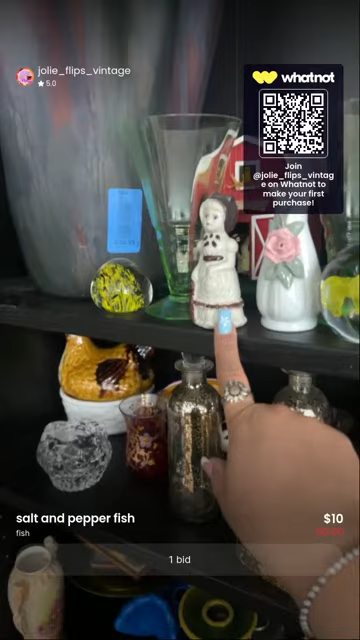 jolie_flips_vintage
★ 5.0
whatnot
Join
@jolie_flips_vintag
e on Whatnot to
make your first
purchase!
salt and pepper fish
$10
fish
1 bid